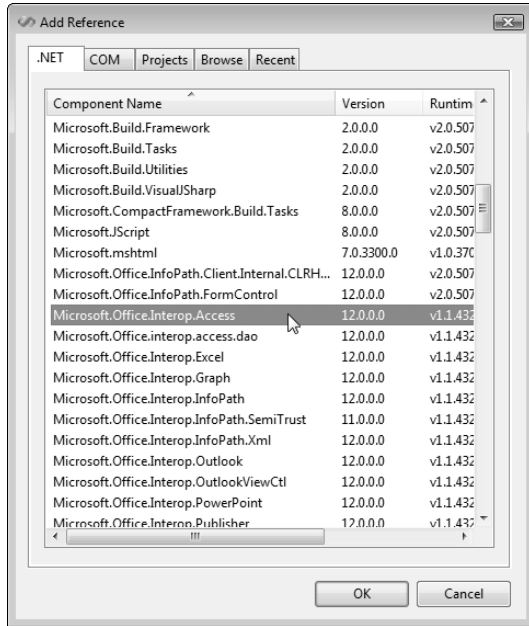 Add Reference
.NET COM Projects Browse Recent
Component Name Version Runtim
Microsoft.Build.Framework 2.0.0.0 v2.0.507
Microsoft.Build.Tasks 2.0.0.0 v2.0.507
Microsoft.Build.Utilities 2.0.0.0 v2.0.507
Microsoft.Build.VisualJSharp 2.0.0.0 v2.0.507
Microsoft.CompactFramework.Build.Tasks 8.0.0.0 v2.0.507
Microsoft.JScript 8.0.0.0 v2.0.507
Microsoft.mshtml 7.0.3300.0 v1.0.370
Microsoft.Office.InfoPath.Client.Internal.CLRH... 12.0.0.0 v2.0.507
Microsoft.Office.InfoPath.FormControl 12.0.0.0 v2.0.507
Microsoft.Office.Interop.Access 12.0.0.0 v1.1.432
Microsoft.Office.interop.access.dao 12.0.0.0 v1.1.432
Microsoft.Office.Interop.Excel 12.0.0.0 v1.1.432
Microsoft.Office.Interop.Graph 12.0.0.0 v1.1.432
Microsoft.Office.Interop.InfoPath 12.0.0.0 v1.1.432
Microsoft.Office.Interop.InfoPath.SemiTrust 11.0.0.0 v1.1.432
Microsoft.Office.Interop.InfoPath.Xml 12.0.0.0 v1.1.432
Microsoft.Office.Interop.Outlook 12.0.0.0 v1.1.432
Microsoft.Office.Interop.OutlookViewCtl 12.0.0.0 v1.1.432
Microsoft.Office.Interop.PowerPoint 12.0.0.0 v1.1.432
Microsoft.Office.Interop.Publisher 12.0.0.0 v1.1.432
OK Cancel